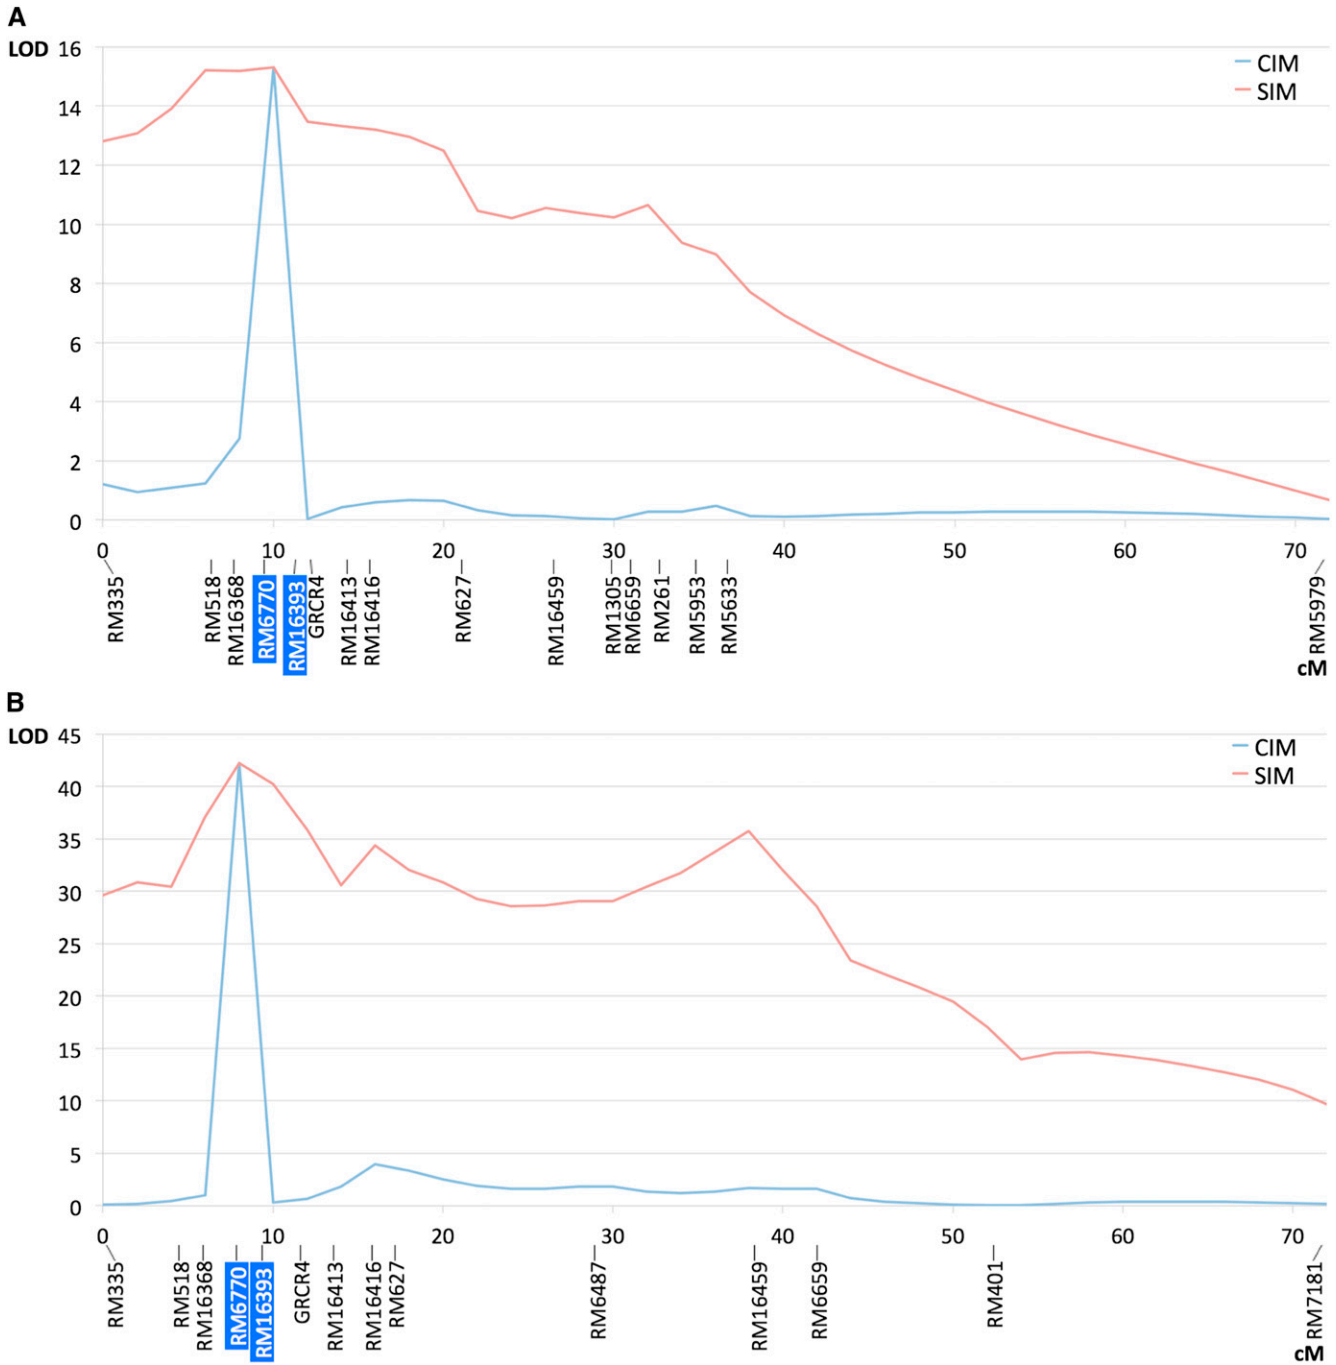 A
LOD
16
CIM
SIM
14
12
10
8
6
4
2
0
0 10 20 30 40 50 60 70
RM335
RM518
RM16368
RM6770
RM16393
GRCR4
RM16413
RM16416
RM627
RM16459
RM1305
RM6659
RM261
RM5953
RM5633
RM5979
cM
B
LOD
45
CIM
SIM
40
35
30
25
20
15
10
5
0
0 10 20 30 40 50 60 70
RM335
RM518
RM16368
RM6770
RM16393
GRCR4
RM16413
RM16416
RM627
RM6487
RM16459
RM6659
RM401
RM7181
cM